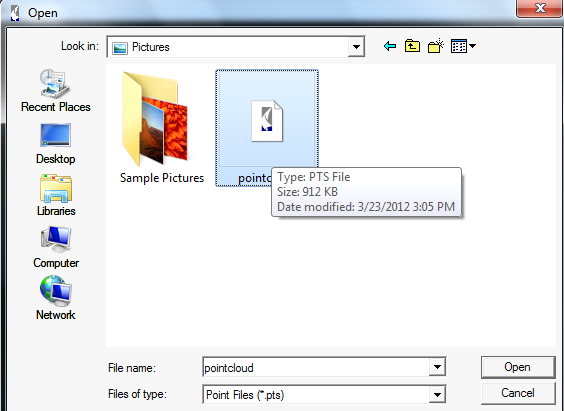 Open
Look in:
Pictures
Recent Places
Desktop
Libraries
Computer
Network
Sample Pictures
Type: PTS File
Size: 912 KB
Date modified: 3/23/2012 3:05 PM
File name:
pointcloud
Open
Files of type:
Point Files (*.pts)
Cancel